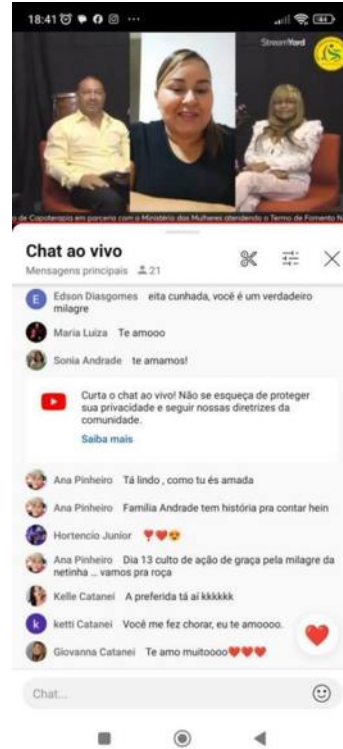 18:41
44
StreamYard
de Capoterapia em parceria com o Ministério das Mulheres atendendo o Termo de Fomento N
Chat ao vivo
Mensagens principais 21
E Edson Diasgomes eita cunhada, você é um verdadeiro
milagre
Maria Luiza Te amooo
Sonia Andrade te amamos!
Curta o chat ao vivo! Não se esqueça de proteger
sua privacidade e seguir nossas diretrizes da
comunidade.
Saiba mais
Ana Pinheiro Tá lindo , como tu és amada
Ana Pinheiro Familia Andrade tem história pra contar hein
Hortencio Junior ❣️❤️😍
Ana Pinheiro Dia 13 culto de ação de graça pela milagre da
netinha .. vamos pra roça
Kelle Catanei A preferida tá aí kkkkkk
k ketti Catanei Você me fez chorar, eu te amoooo.
Giovanna Catanei Te amo muitoooo❤️❤️❤️
Chat...